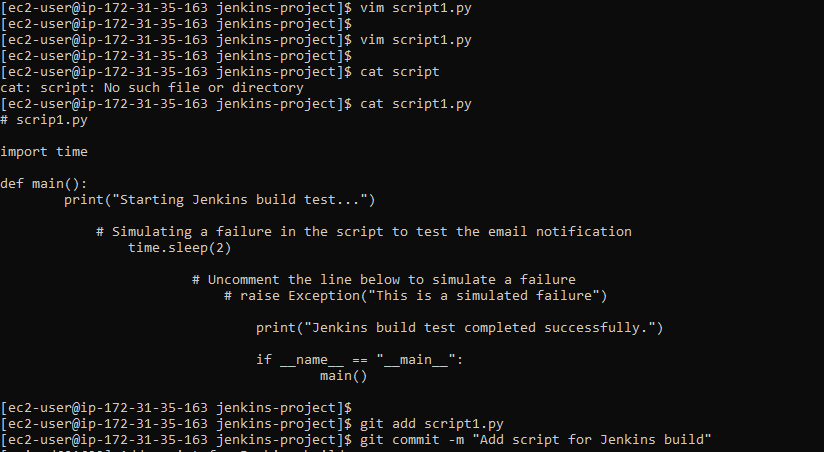 [ec2-user@ip-172-31-35-163 jenkins-project]$ vim script1.py
[ec2-user@ip-172-31-35-163 jenkins-project]$
[ec2-user@ip-172-31-35-163 jenkins-project]$ vim script1.py
[ec2-user@ip-172-31-35-163 jenkins-project]$
[ec2-user@ip-172-31-35-163 jenkins-project]$ cat script
cat: script: No such file or directory
[ec2-user@ip-172-31-35-163 jenkins-project]$ cat script1.py
# scrip1.py
import time
def main():
        print("Starting Jenkins build test...")
            # Simulating a failure in the script to test the email notification
                time.sleep(2)
                        # Uncomment the line below to simulate a failure
                            # raise Exception("This is a simulated failure")
                                print("Jenkins build test completed successfully.")
                                if __name__ == "__main__":
                                        main()
[ec2-user@ip-172-31-35-163 jenkins-project]$
[ec2-user@ip-172-31-35-163 jenkins-project]$ git add script1.py
[ec2-user@ip-172-31-35-163 jenkins-project]$ git commit -m "Add script for Jenkins build"